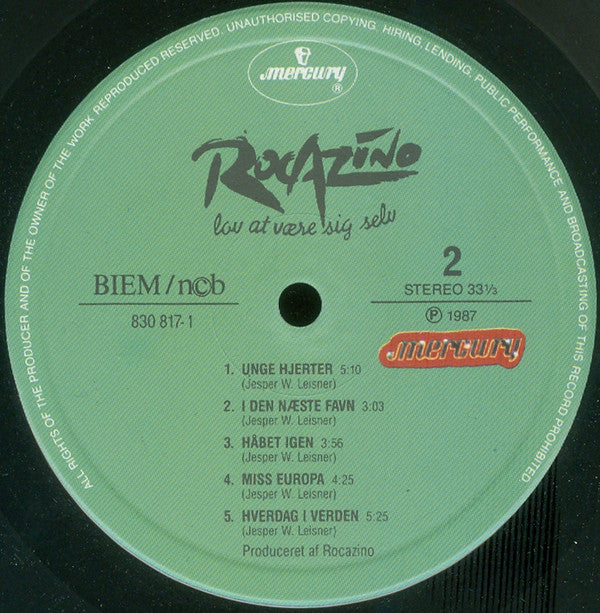 ALL RIGHTS OF THE PRODUCER AND OF THE OWNER OF THE WORK REPRODUCED RESERVED. UNAUTHORISED COPYING, HIRING, LENDING, PUBLIC PERFORMANCE AND BROADCASTING OF THIS RECORD PROHIBITED
mercury
®
ROCAZINO
lov at være sig selv
2
BIEM/ncb
STEREO 33⅓
830 817-1
℗ 1987
mercury
1. UNGE HJERTER 5:10
(Jesper W. Leisner)
2. I DEN NÆSTE FAVN 3:03
(Jesper W. Leisner)
3. HÅBET IGEN 3:56
(Jesper W. Leisner)
4. MISS EUROPA 4:25
(Jesper W. Leisner)
5. HVERDAG I VERDEN 5:25
(Jesper W. Leisner)
Produceret af Rocazino